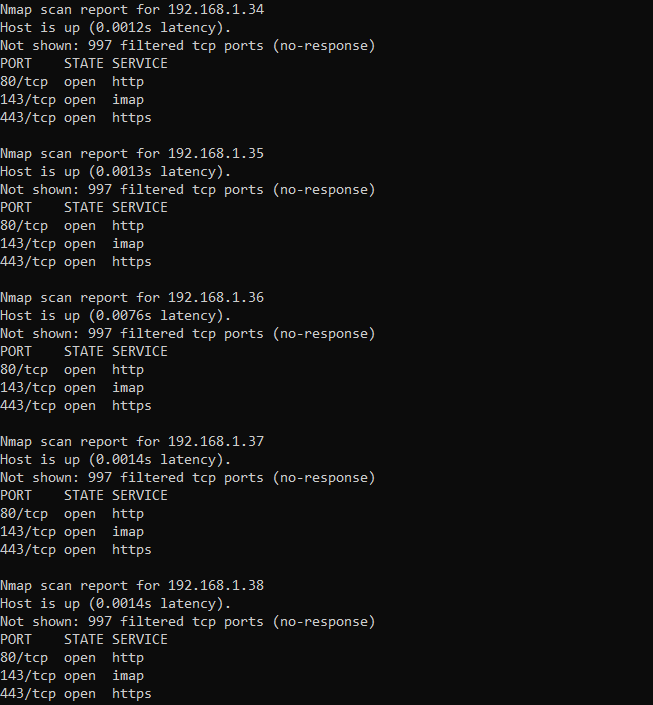 Nmap scan report for 192.168.1.34
Host is up (0.0012s latency).
Not shown: 997 filtered tcp ports (no-response)
PORT    STATE SERVICE
80/tcp  open  http
143/tcp open  imap
443/tcp open  https

Nmap scan report for 192.168.1.35
Host is up (0.0013s latency).
Not shown: 997 filtered tcp ports (no-response)
PORT    STATE SERVICE
80/tcp  open  http
143/tcp open  imap
443/tcp open  https

Nmap scan report for 192.168.1.36
Host is up (0.0076s latency).
Not shown: 997 filtered tcp ports (no-response)
PORT    STATE SERVICE
80/tcp  open  http
143/tcp open  imap
443/tcp open  https

Nmap scan report for 192.168.1.37
Host is up (0.0014s latency).
Not shown: 997 filtered tcp ports (no-response)
PORT    STATE SERVICE
80/tcp  open  http
143/tcp open  imap
443/tcp open  https

Nmap scan report for 192.168.1.38
Host is up (0.0014s latency).
Not shown: 997 filtered tcp ports (no-response)
PORT    STATE SERVICE
80/tcp  open  http
143/tcp open  imap
443/tcp open  https